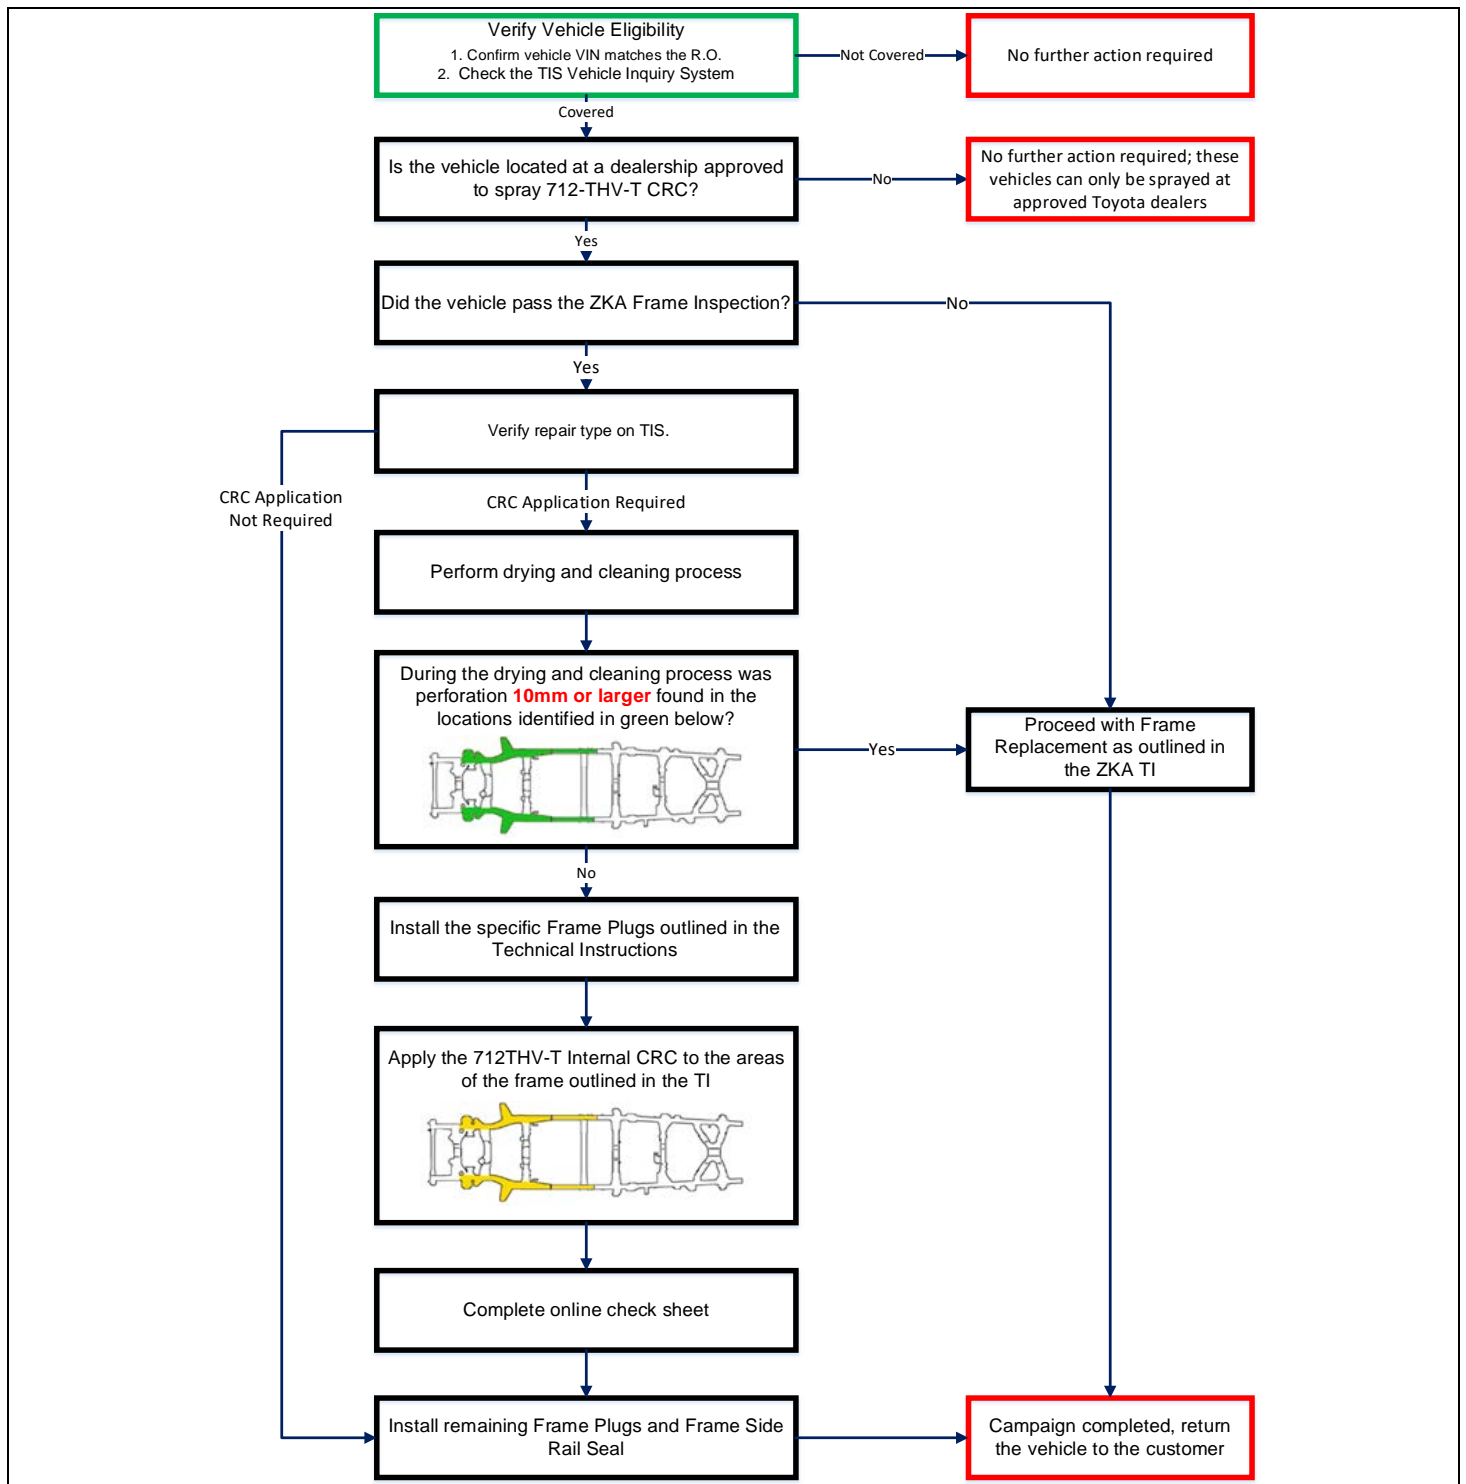 Verify Vehicle Eligibility
1. Confirm vehicle VIN matches the R.O.
2. Check the TIS Vehicle Inquiry System
Not Covered
No further action required
Covered
Is the vehicle located at a dealership approved
to spray 712-THV-T CRC?
No
No further action required; these
vehicles can only be sprayed at
approved Toyota dealers
Yes
Did the vehicle pass the ZKA Frame Inspection?
No
Yes
Verify repair type on TIS.
CRC Application
Not Required
CRC Application Required
Perform drying and cleaning process
During the drying and cleaning process was
perforation 10mm or larger found in the
locations identified in green below?
Yes
Proceed with Frame
Replacement as outlined in
the ZKA TI
No
Install the specific Frame Plugs outlined in the
Technical Instructions
Apply the 712THV-T Internal CRC to the areas
of the frame outlined in the TI
Complete online check sheet
Install remaining Frame Plugs and Frame Side
Rail Seal
Campaign completed, return
the vehicle to the customer